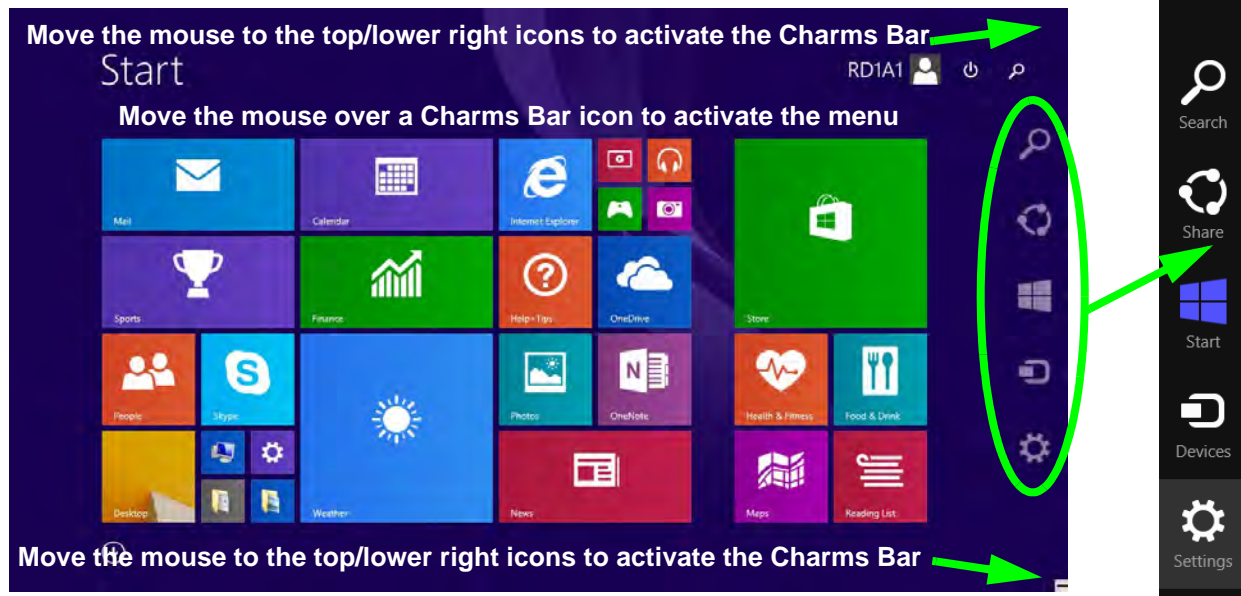 Move the mouse to the top/lower right icons to activate the Charms Bar
Start
RD1A1
Move the mouse over a Charms Bar icon to activate the menu
Mail
Calendar
Internet Explorer
Sports
Finance
Help+Tips
OneDrive
Store
People
Skype
Photos
OneNote
Health & Fitness
Food & Drink
Desktop
Weather
News
Maps
Reading List
Move the mouse to the top/lower right icons to activate the Charms Bar
Search
Share
Start
Devices
Settings